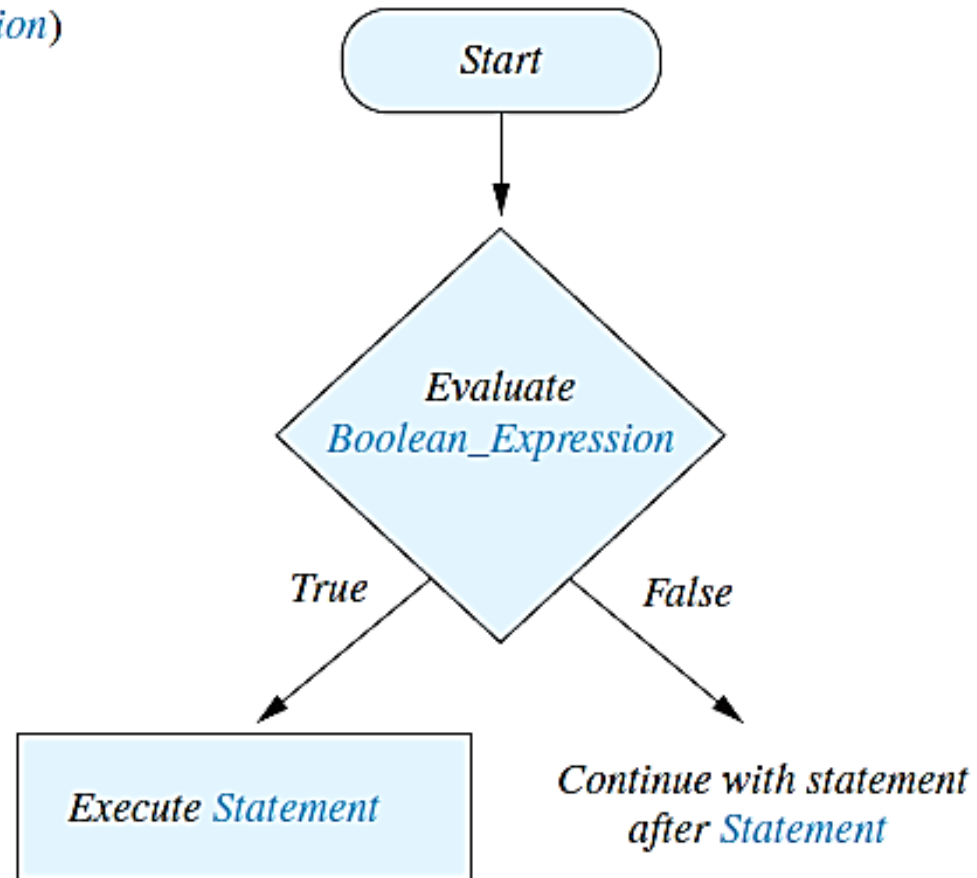 ion)
Start
Evaluate
Boolean_Expression
True
False
Execute Statement
Continue with statement
after Statement